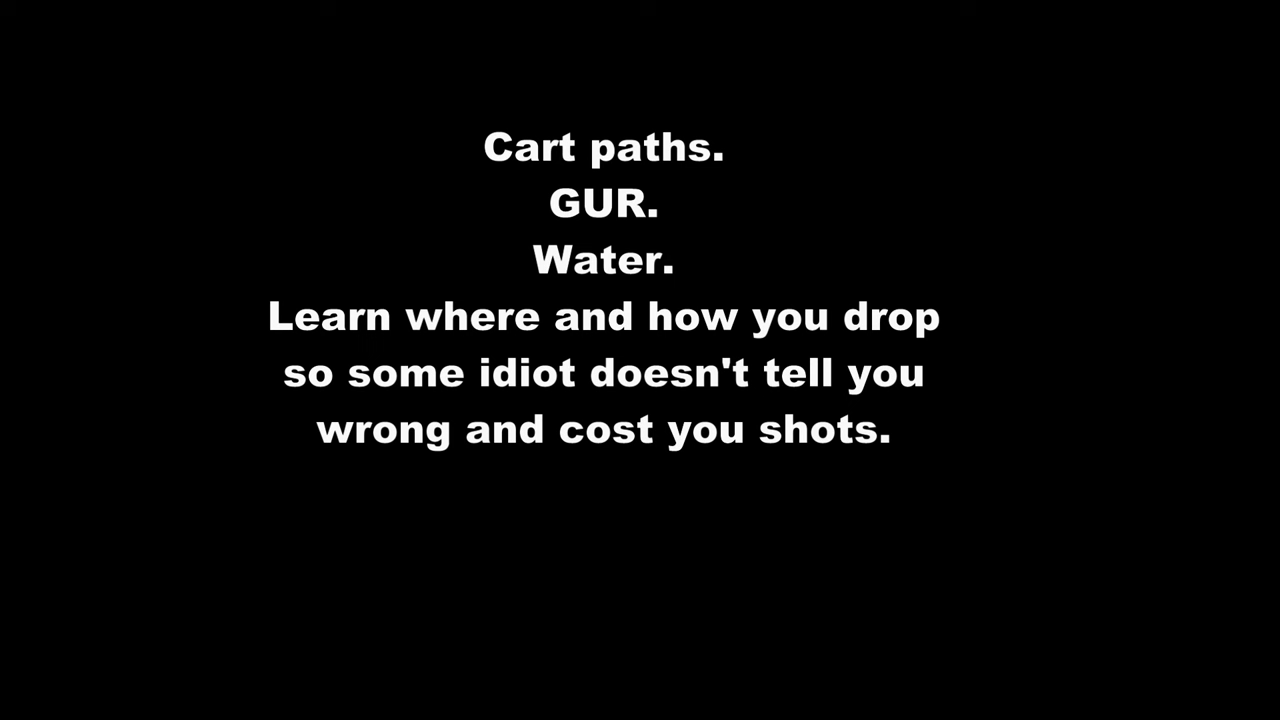 Cart paths.
GUR.
Water.
Learn where and how you drop
so some idiot doesn't tell you
wrong and cost you shots.